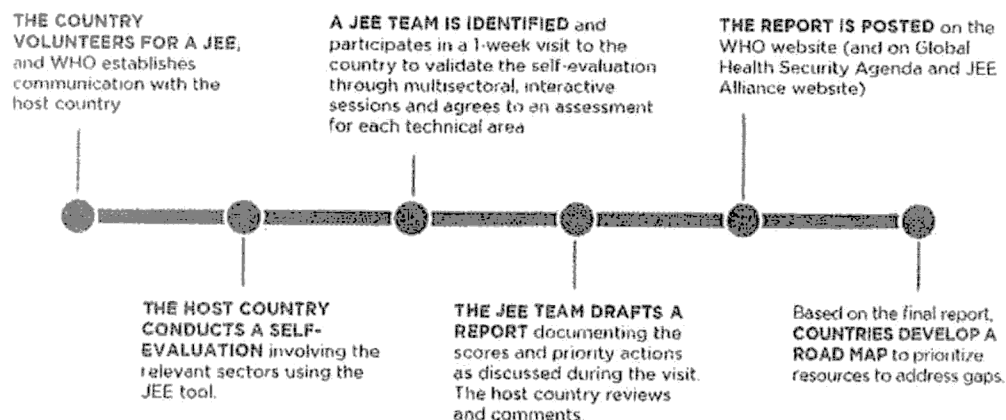 THE COUNTRY
VOLUNTEERS FOR A JEE,
and WHO establishes
communication with the
host country
THE HOST COUNTRY
CONDUCTS A SELF-
EVALUATION involving the
relevant sectors using the
JEE tool.
A JEE TEAM IS IDENTIFIED and
participates in a 1-week visit to the
country to validate the self-evaluation
through multisectoral, interactive
sessions and agrees to an assessment
for each technical area
THE JEE TEAM DRAFTS A
REPORT documenting the
scores and priority actions
as discussed during the visit.
The host country reviews
and comments.
THE REPORT IS POSTED on the
WHO website (and on Global
Health Security Agenda and JEE
Alliance website)
Based on the final report,
COUNTRIES DEVELOP A
ROAD MAP to prioritize
resources to address gaps.